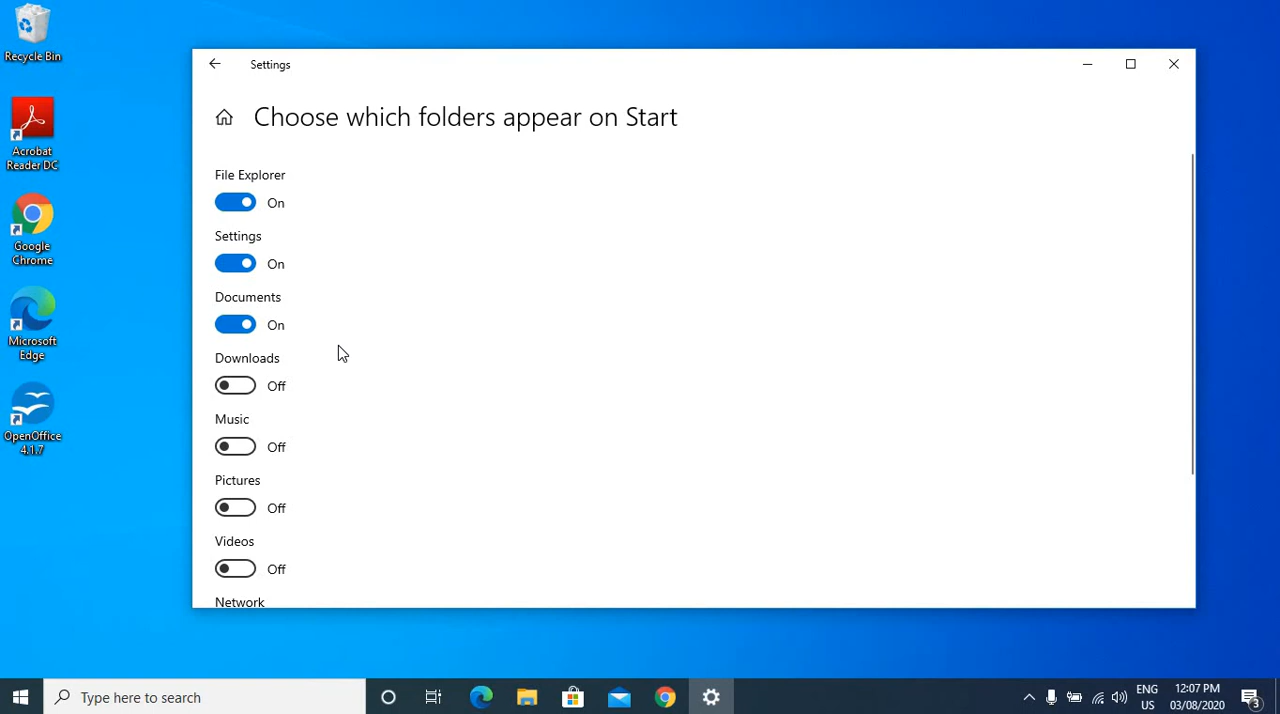 Recycle Bin
Acrobat
Reader DC
Google
Chrome
Microsoft
Edge
OpenOffice
4.1.7
Settings
Choose which folders appear on Start
File Explorer
On
Settings
On
Documents
On
Downloads
Off
Music
Off
Pictures
Off
Videos
Off
Network
Type here to search
ENG
US
12:07 PM
03/08/2020
3